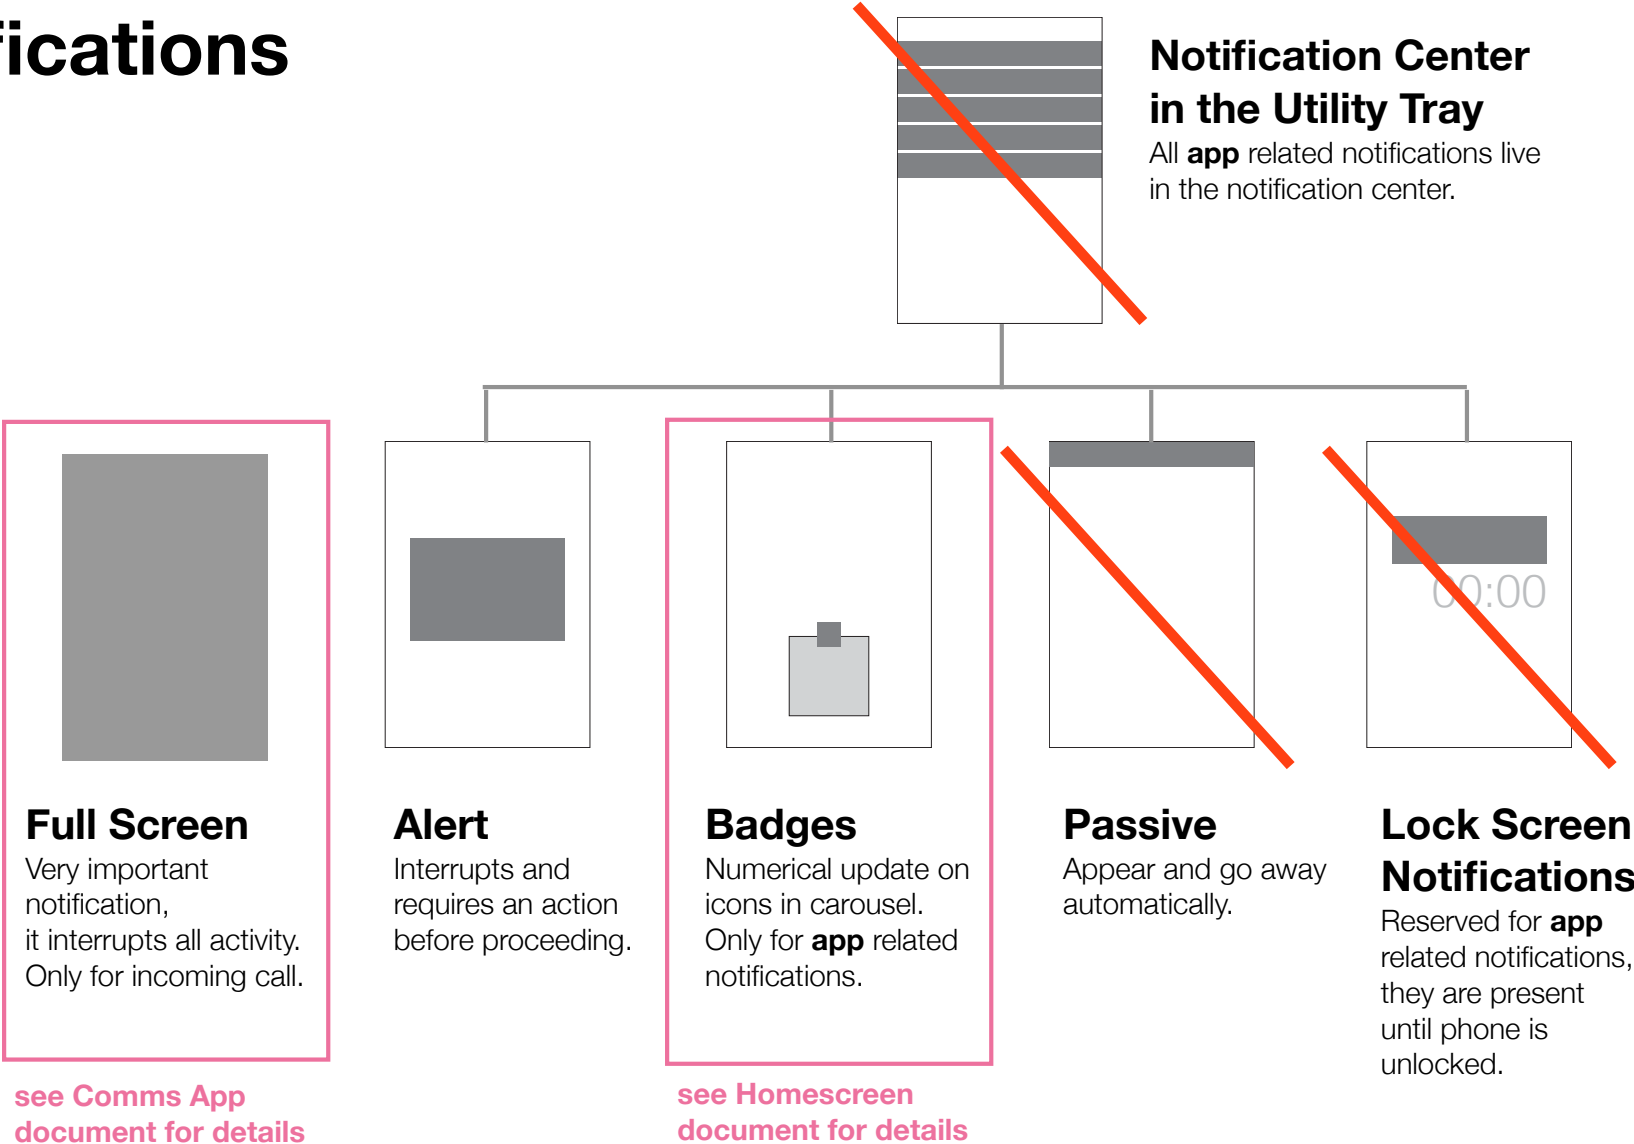 fications
Notification Center
in the Utility Tray
All app related notifications live
in the notification center.
00:00
Full Screen
Very important
notification,
it interrupts all activity.
Only for incoming call.
see Comms App
document for details
Alert
Interrupts and
requires an action
before proceeding.
Badges
Numerical update on
icons in carousel.
Only for app related
notifications.
see Homescreen
document for details
Passive
Appear and go away
automatically.
Lock Screen
Notifications
Reserved for app
related notifications,
they are present
until phone is
unlocked.